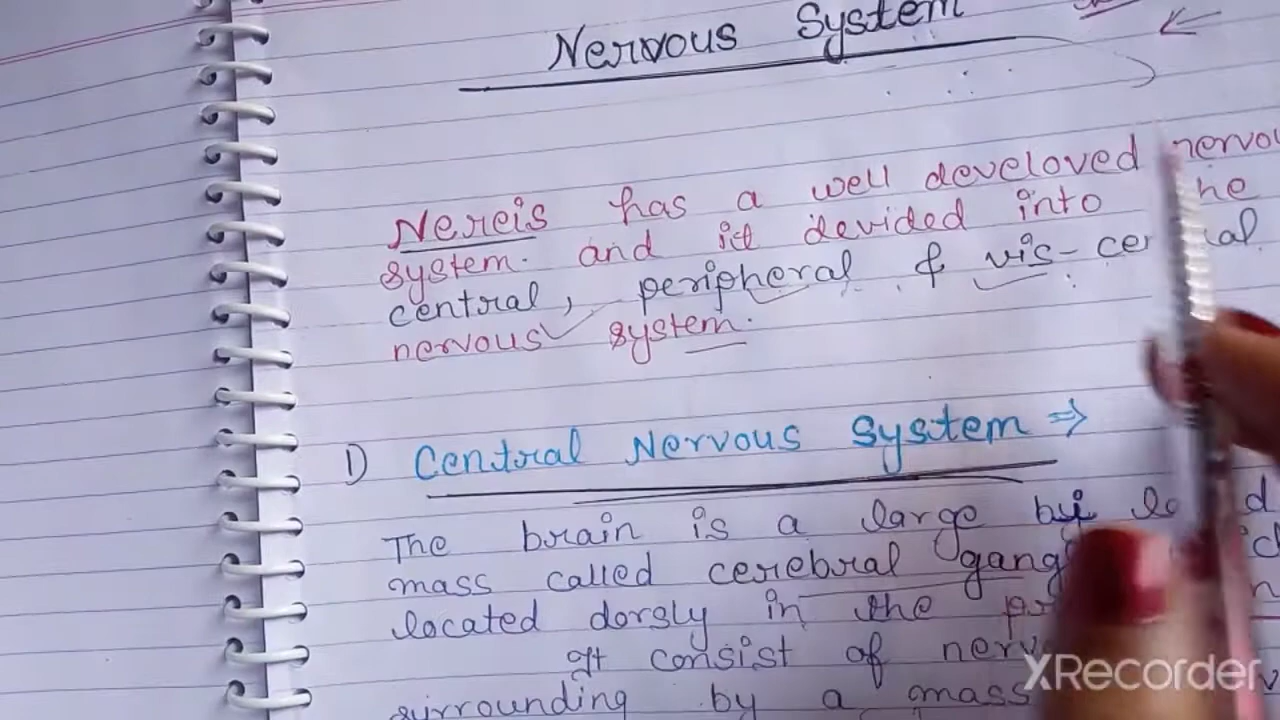 Nervous System
Nereis has a well develoved
system. and it devided into
central, peripheral & vis-
nervous system.
1) Central Nervous System ⇒
The brain is a large
mass called cerebral
located dorsly in the
It consist of
surrounding by a mass
XRecorder